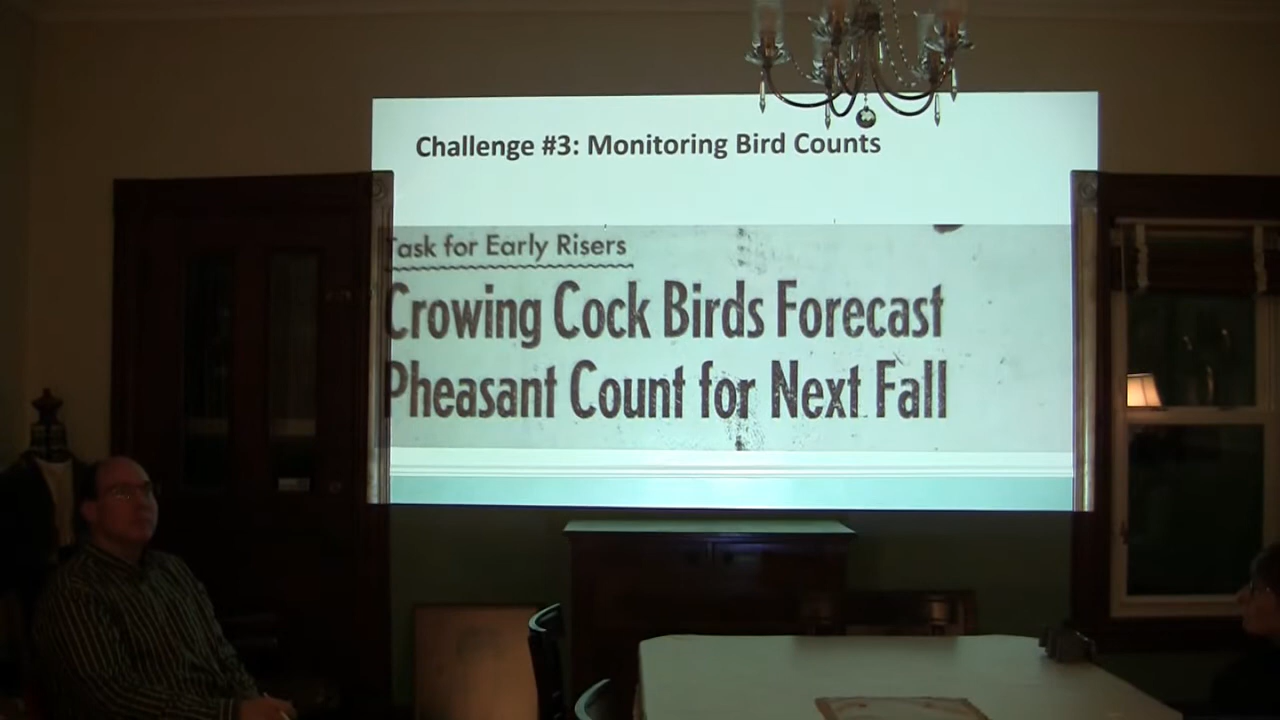 Challenge #3: Monitoring Bird Counts
Task for Early Risers
Crowing Cock Birds Forecast
Pheasant Count for Next Fall